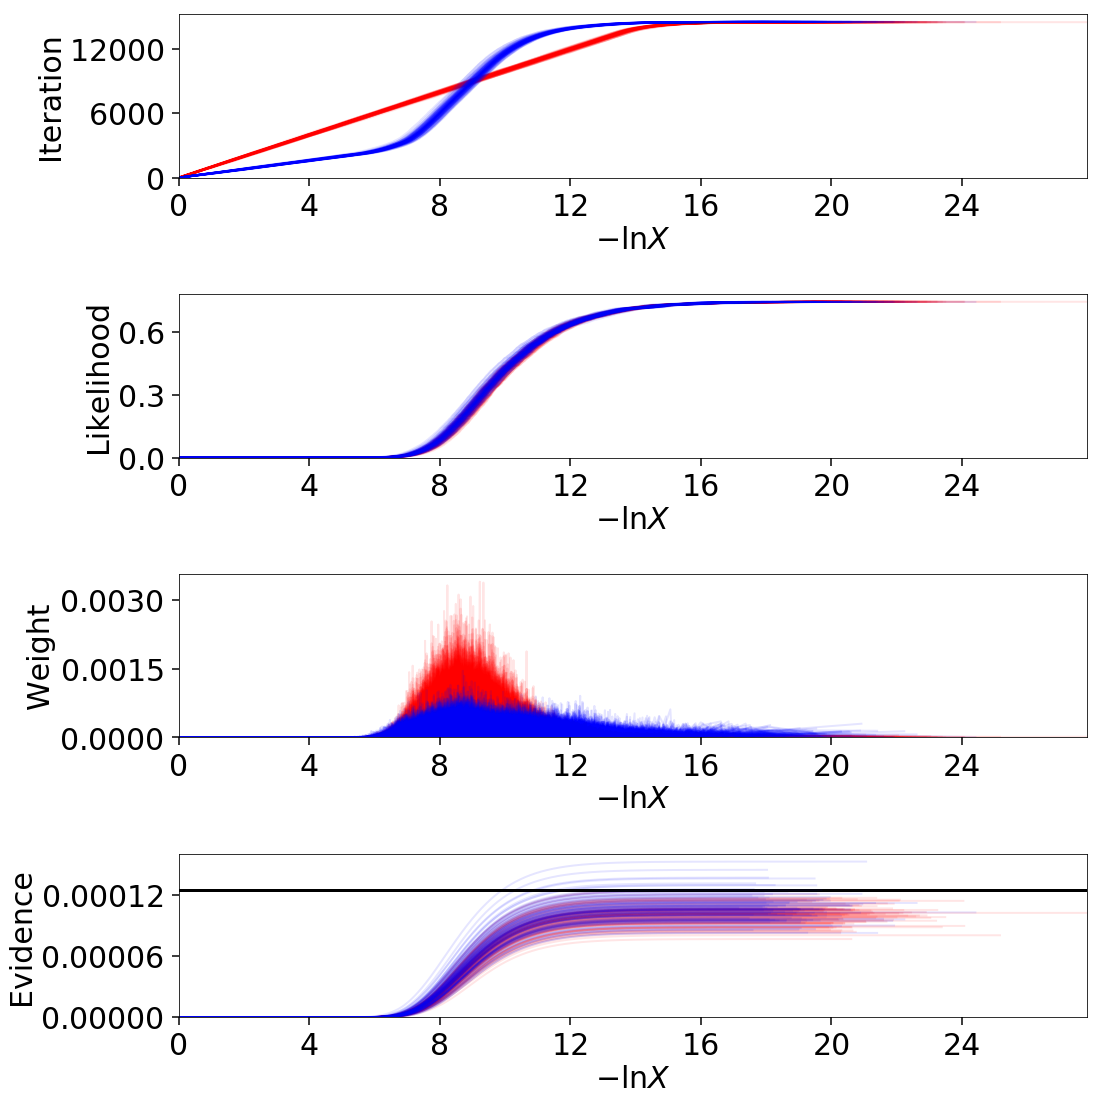 Iteration
12000
6000
0
0 4 8 12 16 20 24
−lnX
Likelihood
0.6
0.3
0.0
0 4 8 12 16 20 24
−lnX
Weight
0.0030
0.0015
0.0000
0 4 8 12 16 20 24
−lnX
Evidence
0.00012
0.00006
0.00000
0 4 8 12 16 20 24
−lnX